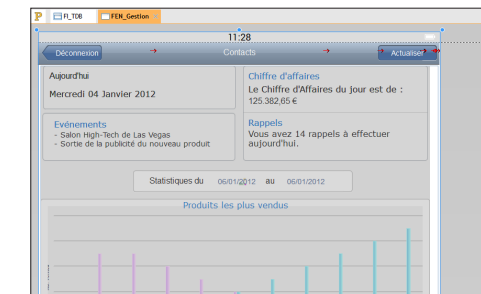 FI_TDB FEN_Gestion
11:28
Déconnexion Contacts Actualiser
Aujourd'hui
Mercredi 04 Janvier 2012
Chiffre d'affaires
Le Chiffre d'Affaires du jour est de :
125.382,65 €
Evénements
- Salon High-Tech de Las Vegas
- Sortie de la publicité du nouveau produit
Rappels
Vous avez 14 rappels à effectuer
aujourd'hui.
Statistiques du 06/01/2012 au 06/01/2012
Produits les plus vendus